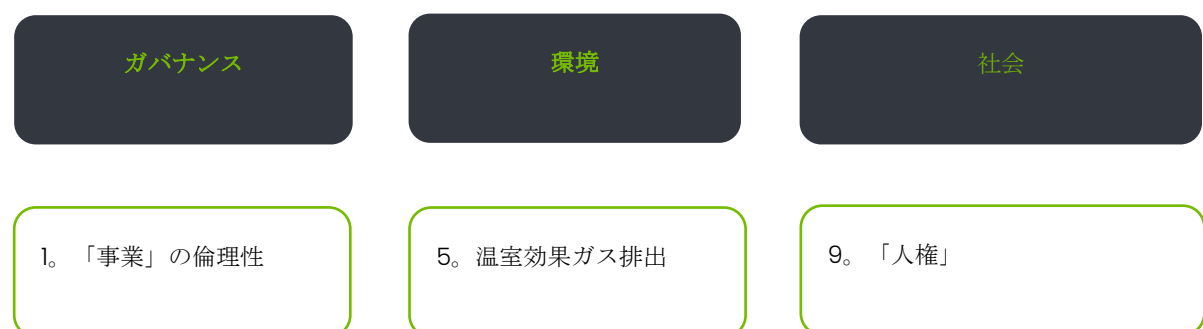 ガバナンス
環境
社会
1。「事業」の倫理性
5。温室効果ガス排出
9。「人権」